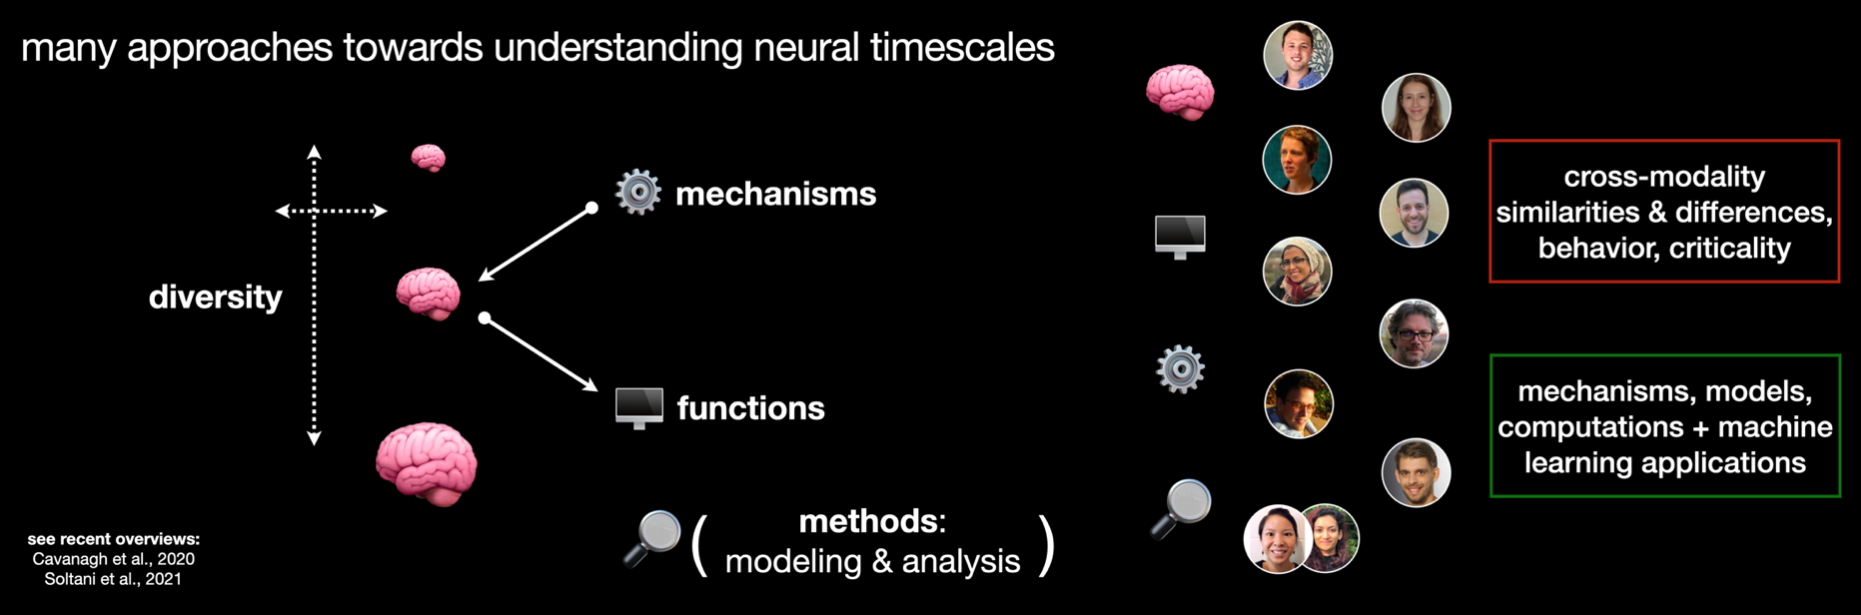 many approaches towards understanding neural timescales
mechanisms
diversity
functions
methods:
( modeling & analysis )
see recent overviews:
Cavanagh et al., 2020
Soltani et al., 2021
cross-modality
similarities & differences,
behavior, criticality
mechanisms, models,
computations + machine
learning applications